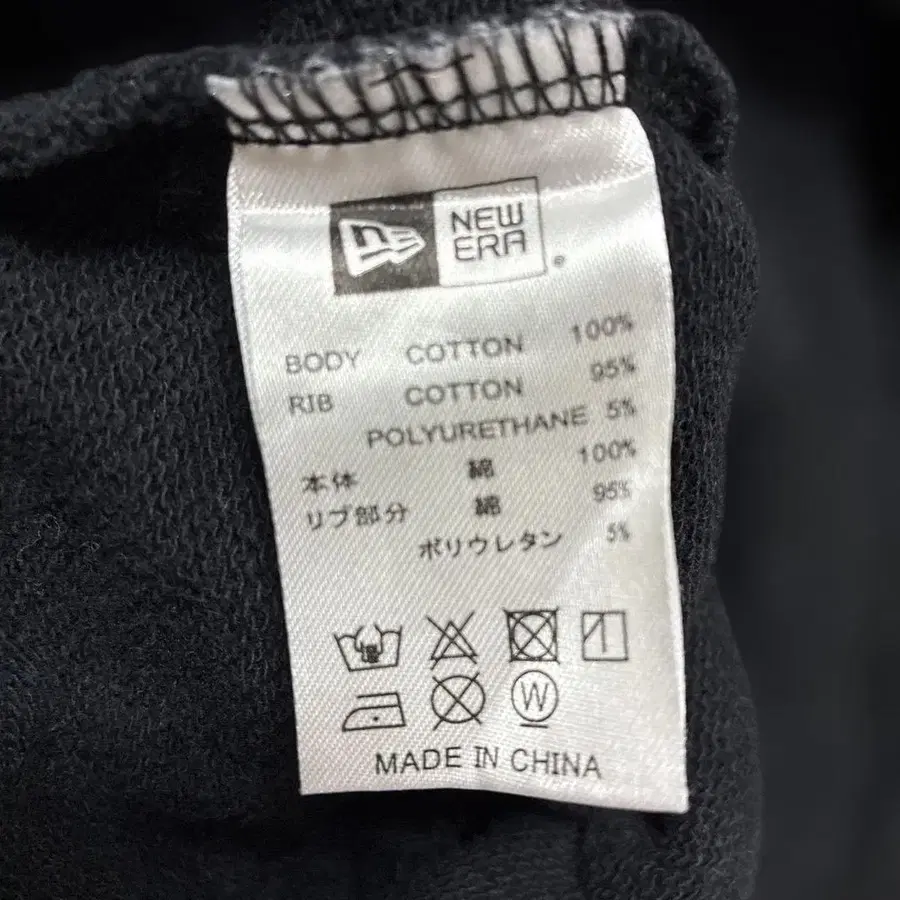 NEW
ERA
BODY COTTON 100%
RIB COTTON 95%
POLYURETHANE 5%
本体 綿 100%
リブ部分 綿 95%
ポリウレタン 5%
W
MADE IN CHINA